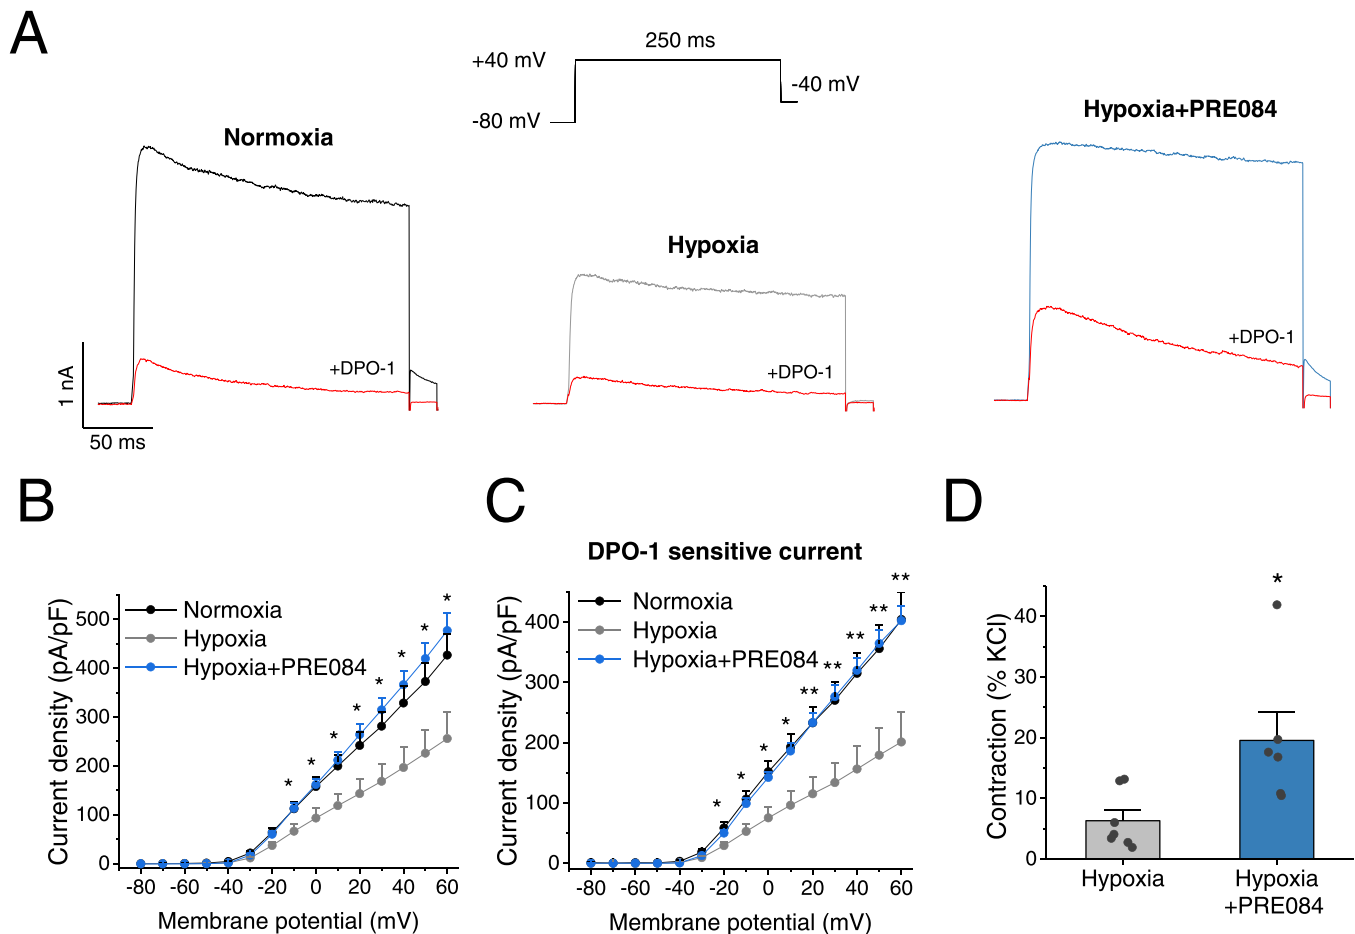 A
250 ms
+40 mV
-40 mV
-80 mV
Normoxia
Hypoxia+PRE084
Hypoxia
+DPO-1
+DPO-1
+DPO-1
1 nA
50 ms
B
Current density (pA/pF)
500
400
300
200
100
0
Normoxia
Hypoxia
Hypoxia+PRE084
* * * * * * * *
-80 -60 -40 -20 0 20 40 60
Membrane potential (mV)
C
DPO-1 sensitive current
Current density (pA/pF)
400
300
200
100
0
Normoxia
Hypoxia
Hypoxia+PRE084
* * * * ** ** ** ** **
-80 -60 -40 -20 0 20 40 60
Membrane potential (mV)
D
Contraction (% KCl)
40
30
20
10
0
*
Hypoxia
Hypoxia
+PRE084